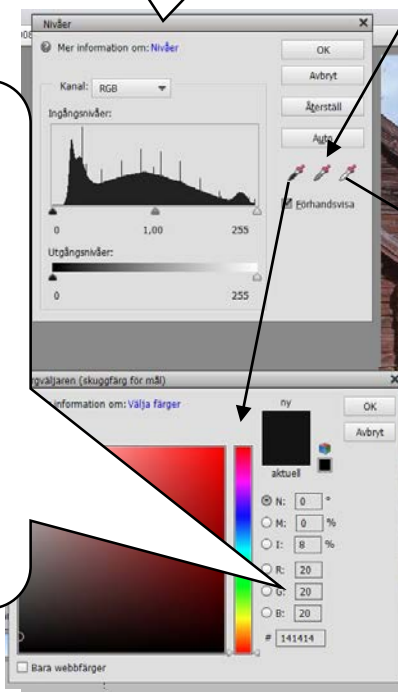 Nivåer
Mer information om: Nivåer
OK
Avbryt
Återställ
Auto
Förhandsvisa
Kanal: RGB
Ingångsnivåer:
0 1,00 255
Utgångsnivåer:
0 255
rgväljaren (skuggfärg för mål)
information om: Välja färger
ny
aktuell
OK
Avbryt
N: 0 °
M: 0 %
I: 8 %
R: 20
G: 20
B: 20
# 141414
Bara webbfärger